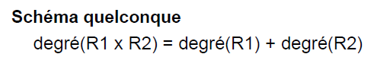 Schéma quelconque
degré(R1 x R2) = degré(R1) + degré(R2)